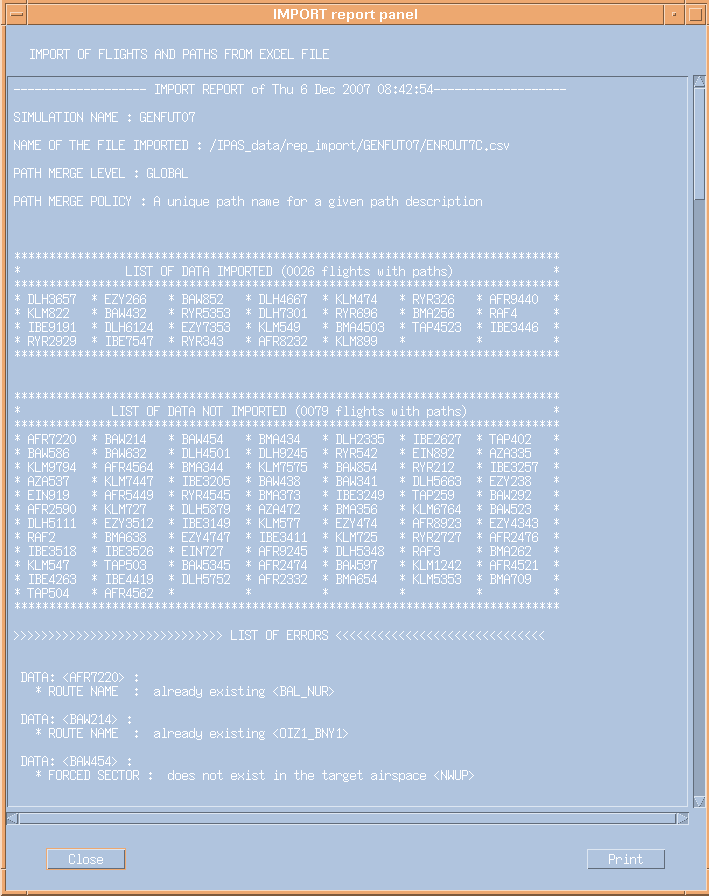 IMPORT report panel
IMPORT OF FLIGHTS AND PATHS FROM EXCEL FILE
------------------- IMPORT REPORT of Thu 6 Dec 2007 08:42:54-------------------
SIMULATION NAME : GENFUT07
NAME OF THE FILE IMPORTED : /IPAS_data/rep_import/GENFUT07/ENROUT7C.csv
PATH MERGE LEVEL : GLOBAL
PATH MERGE POLICY : A unique path name for a given path description
******************************************************************************
* LIST OF DATA IMPORTED (0026 flights with paths) *
******************************************************************************
* DLH3657 * EZY266 * BAW852 * DLH4667 * KLM474 * RYR326 * AFR9440 *
* KLM822 * BAW432 * RYR5353 * DLH7301 * RYR696 * BMA256 * RAF4 *
* IBE9191 * DLH6124 * EZY7353 * KLM549 * BMA4503 * TAP4523 * IBE3446 *
* RYR2929 * IBE7547 * RYR343 * AFR8232 * KLM899 * * *
******************************************************************************
******************************************************************************
* LIST OF DATA NOT IMPORTED (0079 flights with paths) *
******************************************************************************
* AFR7220 * BAW214 * BAW454 * BMA434 * DLH2335 * IBE2627 * TAP402 *
* BAW586 * BAW632 * DLH4501 * DLH9245 * RYR542 * EIN892 * AZA335 *
* KLM9794 * AFR4564 * BMA344 * KLM7575 * BAW854 * RYR212 * IBE3257 *
* AZA537 * KLM7447 * IBE3205 * BAW438 * BAW341 * DLH5663 * EZY238 *
* EIN919 * AFR5449 * RYR4545 * BMA373 * IBE3249 * TAP259 * BAW292 *
* AFR2590 * KLM727 * DLH5879 * AZA472 * BMA356 * KLM6764 * BAW523 *
* DLH5111 * EZY3512 * IBE3149 * KLM577 * EZY474 * AFR8923 * EZY4343 *
* RAF2 * BMA638 * EZY4747 * IBE3411 * KLM725 * RYR2727 * AFR2476 *
* IBE3518 * IBE3526 * EIN727 * AFR9245 * DLH5348 * RAF3 * BMA262 *
* KLM547 * TAP503 * BAW5345 * AFR2474 * BAW597 * KLM1242 * AFR4521 *
* IBE4263 * IBE4419 * DLH5752 * AFR2332 * BMA654 * KLM5353 * BMA709 *
* TAP504 * AFR4562 * * * * * *
******************************************************************************
>>>>>>>>>>>>>>>>>>>>>>>>>>>>>> LIST OF ERRORS <<<<<<<<<<<<<<<<<<<<<<<<<<<<<<
DATA: <AFR7220> :
* ROUTE NAME : already existing <BAL_NUR>
DATA: <BAW214> :
* ROUTE NAME : already existing <OIZ1_BNY1>
DATA: <BAW454> :
* FORCED SECTOR : does not exist in the target airspace <NWUP>
Close Print